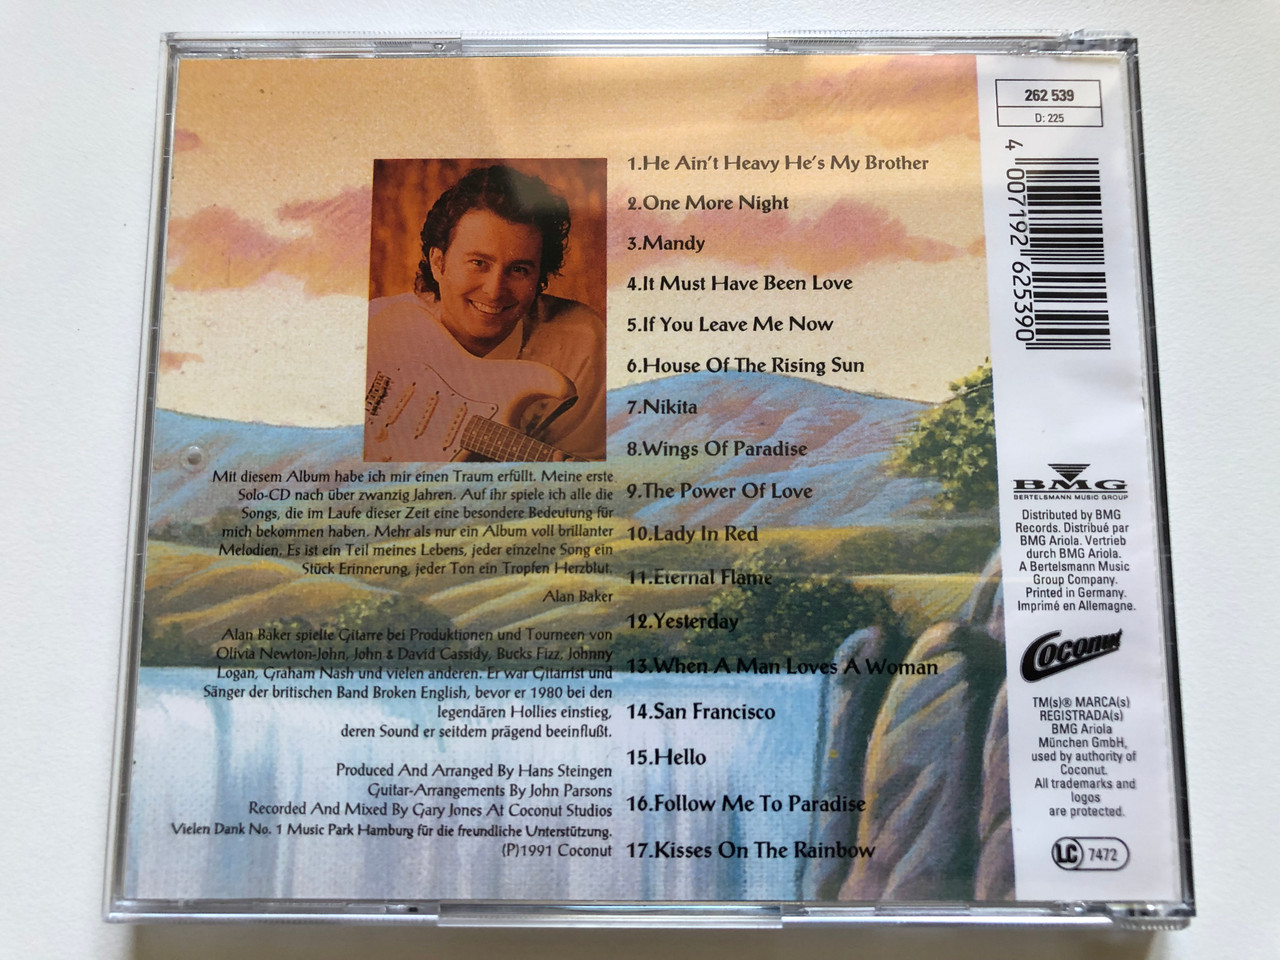 1.He Ain't Heavy He's My Brother
2.One More Night
3.Mandy
4.It Must Have Been Love
5.If You Leave Me Now
6.House Of The Rising Sun
7.Nikita
8.Wings Of Paradise
9.The Power Of Love
10.Lady In Red
11.Eternal Flame
12.Yesterday
13.When A Man Loves A Woman
14.San Francisco
15.Hello
16.Follow Me To Paradise
17.Kisses On The Rainbow
Mit diesem Album habe ich mir einen Traum erfüllt. Meine erste
Solo-CD nach über zwanzig Jahren. Auf ihr spiele ich alle die
Songs, die im Laufe dieser Zeit eine besondere Bedeutung für
mich bekommen haben. Mehr als nur ein Album voll brillanter
Melodien. Es ist ein Teil meines Lebens, jeder einzelne Song ein
Stück Erinnerung, jeder Ton ein Tropfen Herzblut.
Alan Baker
Alan Baker spielte Gitarre bei Produktionen und Tourneen von
Olivia Newton-John, John & David Cassidy, Bucks Fizz, Johnny
Logan, Graham Nash und vielen anderen. Er war Gitarrist und
Sänger der britischen Band Broken English, bevor er 1980 bei den
legendären Hollies einstieg,
deren Sound er seitdem prägend beeinflußt.
Produced And Arranged By Hans Steingen
Guitar-Arrangements By John Parsons
Recorded And Mixed By Gary Jones At Coconut Studios
Vielen Dank No. 1 Music Park Hamburg für die freundliche Unterstützung.
(P)1991 Coconut
262 539
D: 225
4 007192 625390
BMG
BERTELSMANN MUSIC GROUP
Distributed by BMG
Records. Distribué par
BMG Ariola. Vertrieb
durch BMG Ariola.
A Bertelsmann Music
Group Company.
Printed in Germany.
Imprimé en Allemagne.
Coconut
TM(s)® MARCA(s)
REGISTRADA(s)
BMG Ariola
München GmbH,
used by authority of
Coconut.
All trademarks and
logos
are protected.
LC 7472